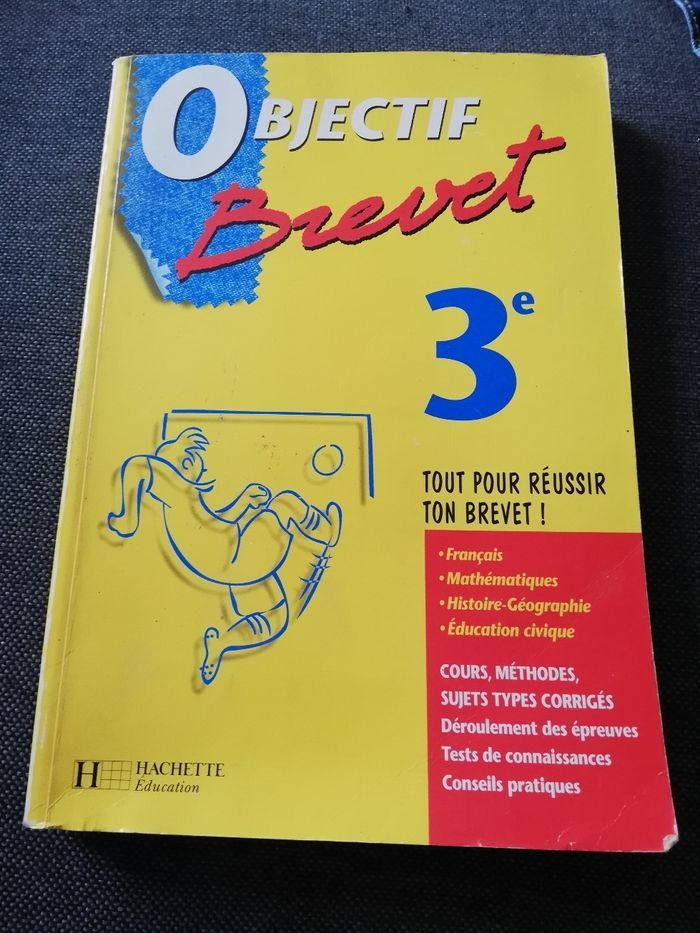 OBJECTIF
Brevet
3e
TOUT POUR RÉUSSIR
TON BREVET !
• Français
• Mathématiques
• Histoire-Géographie
• Éducation civique
COURS, MÉTHODES,
SUJETS TYPES CORRIGÉS
Déroulement des épreuves
Tests de connaissances
Conseils pratiques
H HACHETTE
Éducation